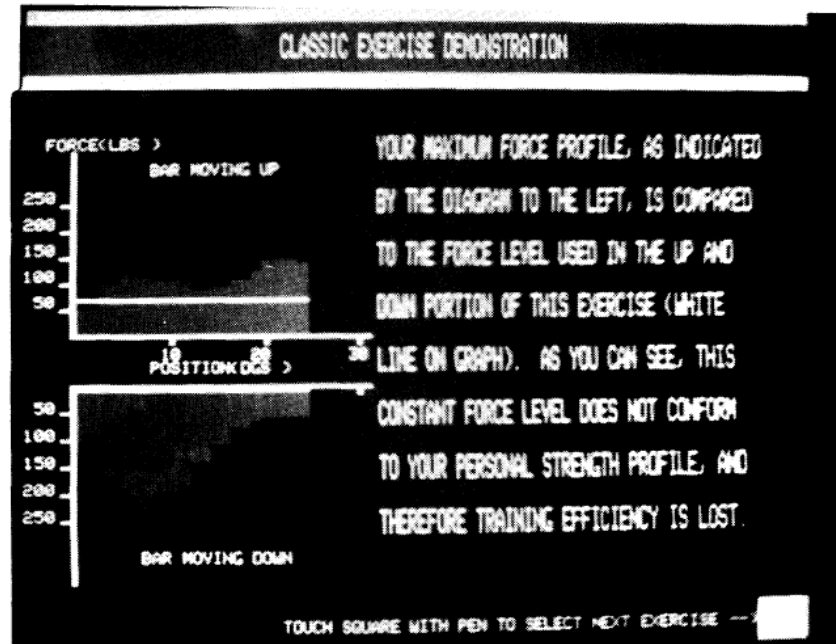 CLASSIC EXERCISE DEMONSTRATION
FORCE(LBS )
BAR MOVING UP
250
200
150
100
50
10 20 30
POSITION(DGS )
50
100
150
200
250
BAR MOVING DOWN
YOUR MAXIMUM FORCE PROFILE, AS INDICATED
BY THE DIAGRAM TO THE LEFT, IS COMPARED
TO THE FORCE LEVEL USED IN THE UP AND
DOWN PORTION OF THIS EXERCISE (WHITE
LINE ON GRAPH). AS YOU CAN SEE, THIS
CONSTANT FORCE LEVEL DOES NOT CONFORM
TO YOUR PERSONAL STRENGTH PROFILE, AND
THEREFORE TRAINING EFFICIENCY IS LOST.
TOUCH SQUARE WITH PEN TO SELECT NEXT EXERCISE -->